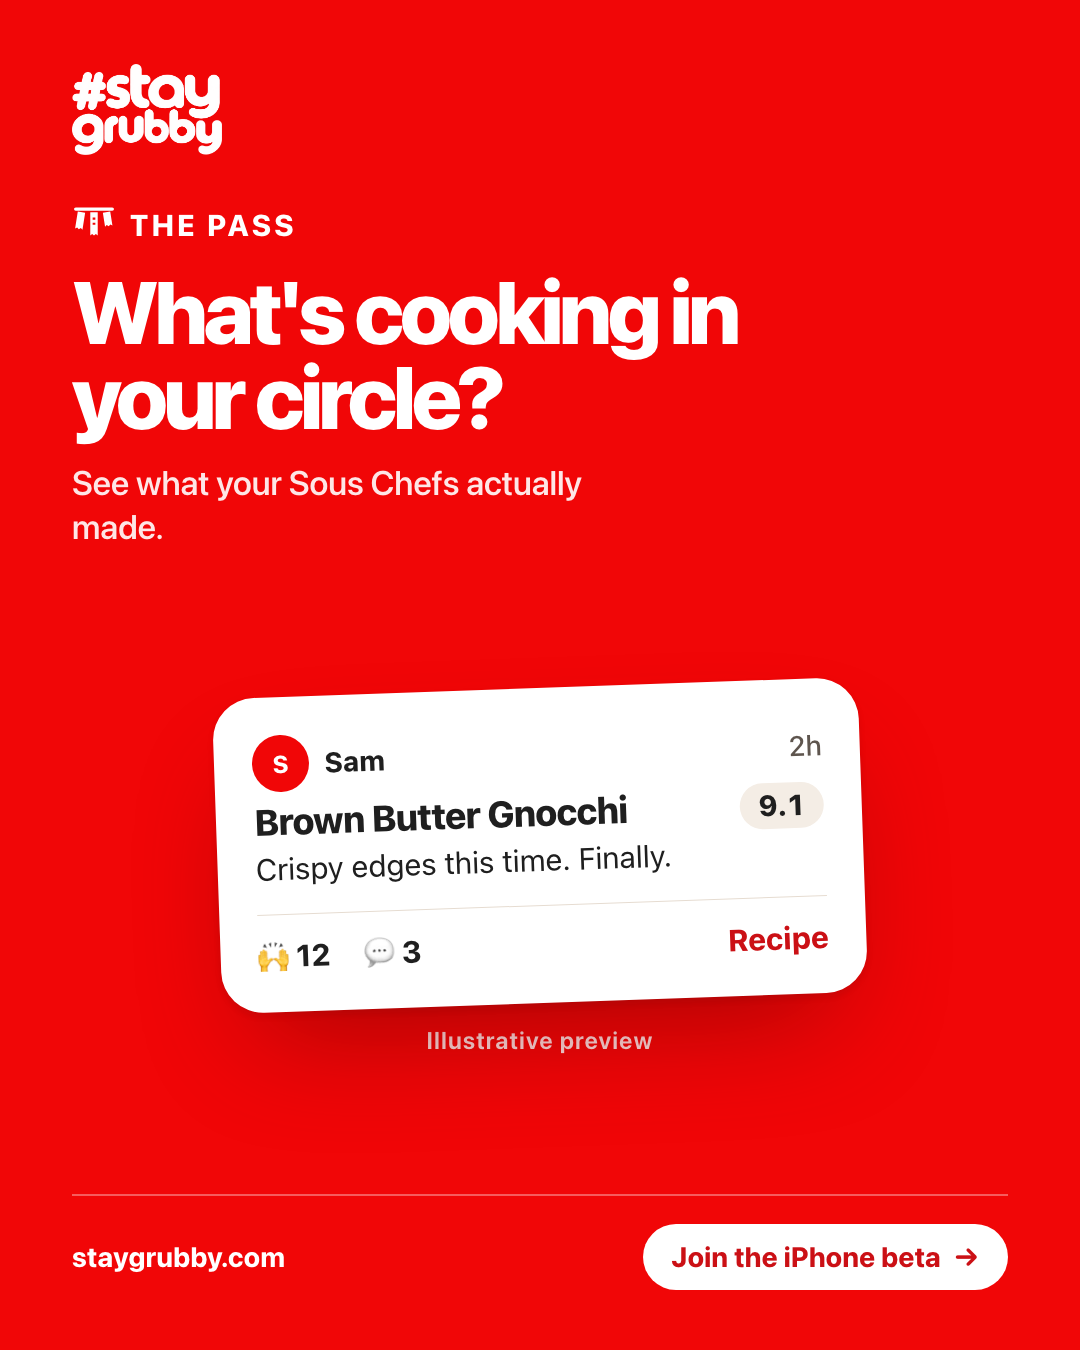 #stay
grubby
THE PASS
What's cooking in
your circle?
See what your Sous Chefs actually
made.
S Sam 2h
Brown Butter Gnocchi 9.1
Crispy edges this time. Finally.
🙌 12 💬 3 Recipe
Illustrative preview
staygrubby.com Join the iPhone beta →